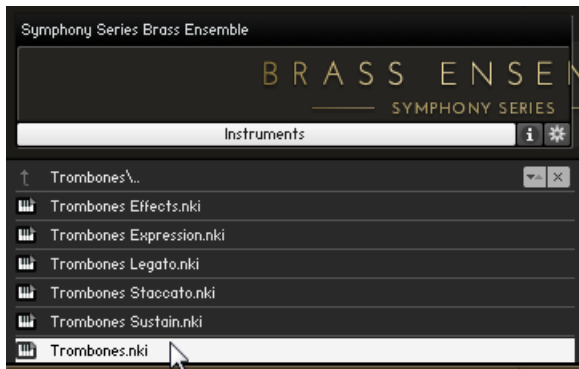 Symphony Series Brass Ensemble
BRASS ENSE
SYMPHONY SERIES
Instruments
Trombones\..
Trombones Effects.nki
Trombones Expression.nki
Trombones Legato.nki
Trombones Staccato.nki
Trombones Sustain.nki
Trombones.nki